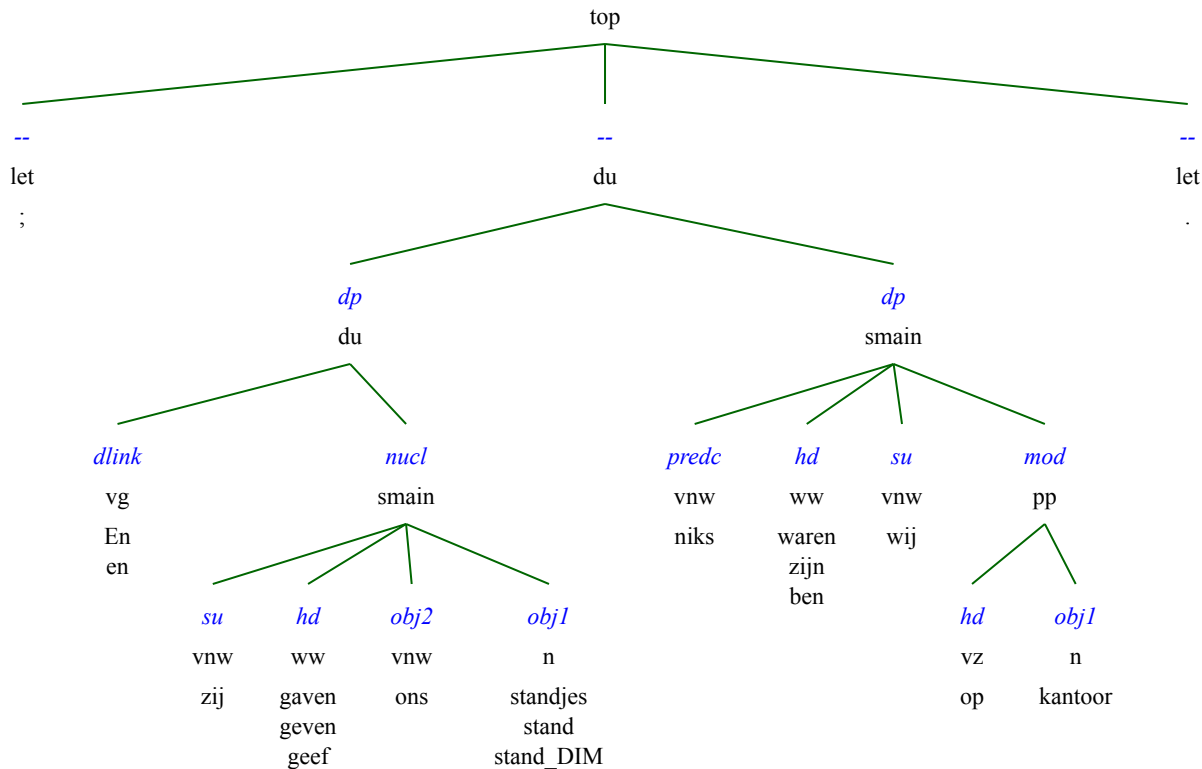 top
-- -- --
let du let
; .
dp dp
du smain
dlink nucl predc hd su mod
vg smain vnw ww vnw pp
En niks waren wij
en zijn
ben
su hd obj2 obj1 hd obj1
vnw ww vnw n vz n
zij gaven ons standjes op kantoor
geven stand
geef stand_DIM